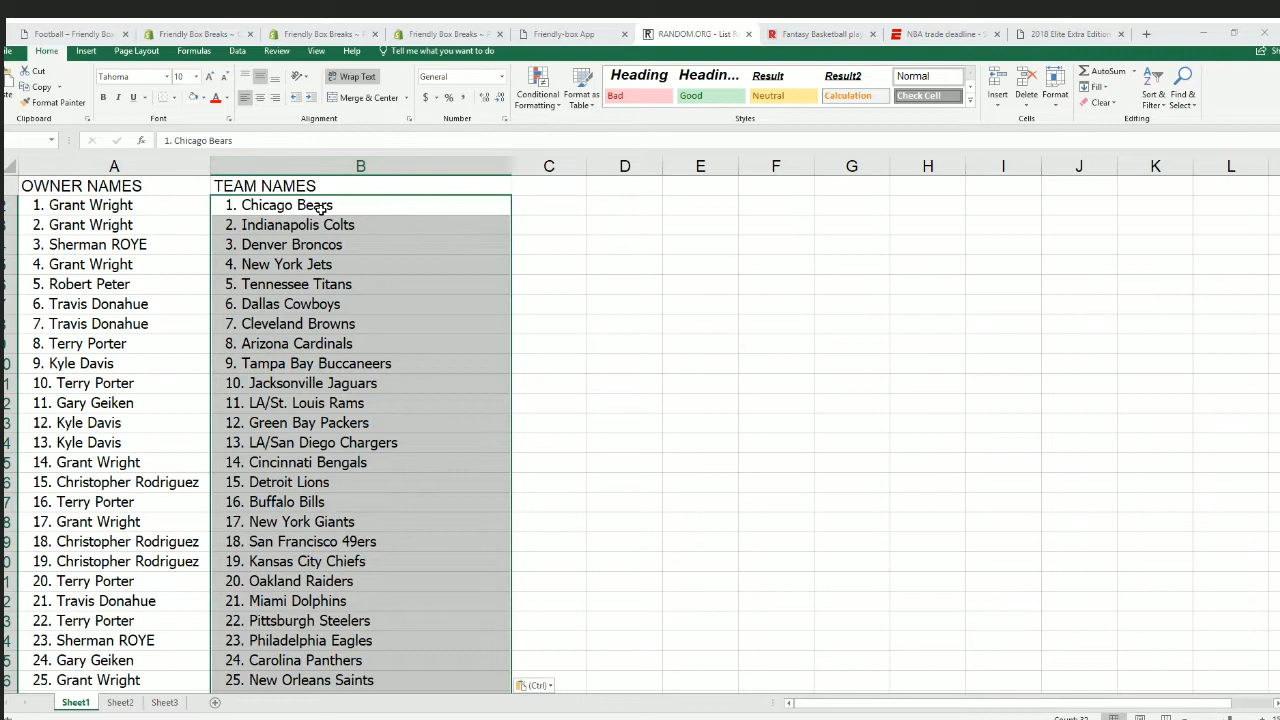 Football – Friendly Box Breaks
Friendly Box Breaks ~
Friendly Box Breaks ~
Friendly Box Breaks ~
Friendly-box App
RANDOM.ORG - List R
Fantasy Basketball pla
NBA trade deadline - S
2018 Elite Extra Edition
Home Insert Page Layout Formulas Data Review View Help Tell me what you want to do
Cut
Copy
Format Painter
Clipboard
Tahoma 10
B I U
Font
Wrap Text
Merge & Center
Alignment
General
$ % ,
Number
Conditional Formatting
Format as Table
Heading Headin... Result Result2 Normal
Bad Good Neutral Calculation Check Cell
Styles
Insert Delete Format
Cells
AutoSum
Fill
Clear
Sort & Filter
Find & Select
Editing
fx 1. Chicago Bears
A B C D E F G H I J K L
OWNER NAMES TEAM NAMES
1. Grant Wright 1. Chicago Bears
2. Grant Wright 2. Indianapolis Colts
3. Sherman ROYE 3. Denver Broncos
4. Grant Wright 4. New York Jets
5. Robert Peter 5. Tennessee Titans
6. Travis Donahue 6. Dallas Cowboys
7. Travis Donahue 7. Cleveland Browns
8. Terry Porter 8. Arizona Cardinals
9. Kyle Davis 9. Tampa Bay Buccaneers
10. Terry Porter 10. Jacksonville Jaguars
11. Gary Geiken 11. LA/St. Louis Rams
12. Kyle Davis 12. Green Bay Packers
13. Kyle Davis 13. LA/San Diego Chargers
14. Grant Wright 14. Cincinnati Bengals
15. Christopher Rodriguez 15. Detroit Lions
16. Terry Porter 16. Buffalo Bills
17. Grant Wright 17. New York Giants
18. Christopher Rodriguez 18. San Francisco 49ers
19. Christopher Rodriguez 19. Kansas City Chiefs
20. Terry Porter 20. Oakland Raiders
21. Travis Donahue 21. Miami Dolphins
22. Terry Porter 22. Pittsburgh Steelers
23. Sherman ROYE 23. Philadelphia Eagles
24. Gary Geiken 24. Carolina Panthers
25. Grant Wright 25. New Orleans Saints
(Ctrl)
Sheet1 Sheet2 Sheet3